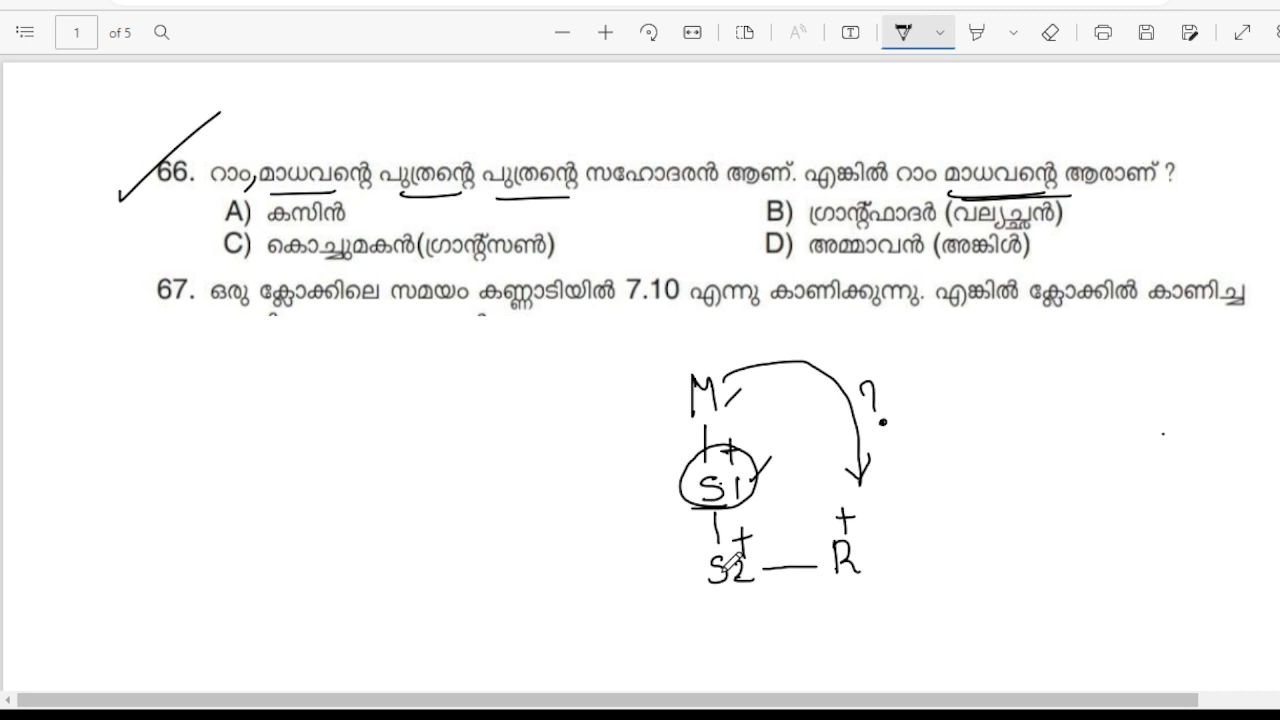 1 of 5
66. റാം, മാധവന്റെ പുത്രന്റെ പുത്രന്റെ സഹോദരൻ ആണ്. എങ്കിൽ റാം മാധവന്റെ ആരാണ് ?
A) കസിൻ B) ഗ്രാന്റ്ഫാദർ (വല്യച്ഛൻ)
C) കൊച്ചുമകൻ(ഗ്രാന്റ്സൺ) D) അമ്മാവൻ (അങ്കിൾ)
67. ഒരു ക്ലോക്കിലെ സമയം കണ്ണാടിയിൽ 7.10 എന്നു കാണിക്കുന്നു. എങ്കിൽ ക്ലോക്കിൽ കാണിച്ച
M ?
+
S1
+ +
S2 — R